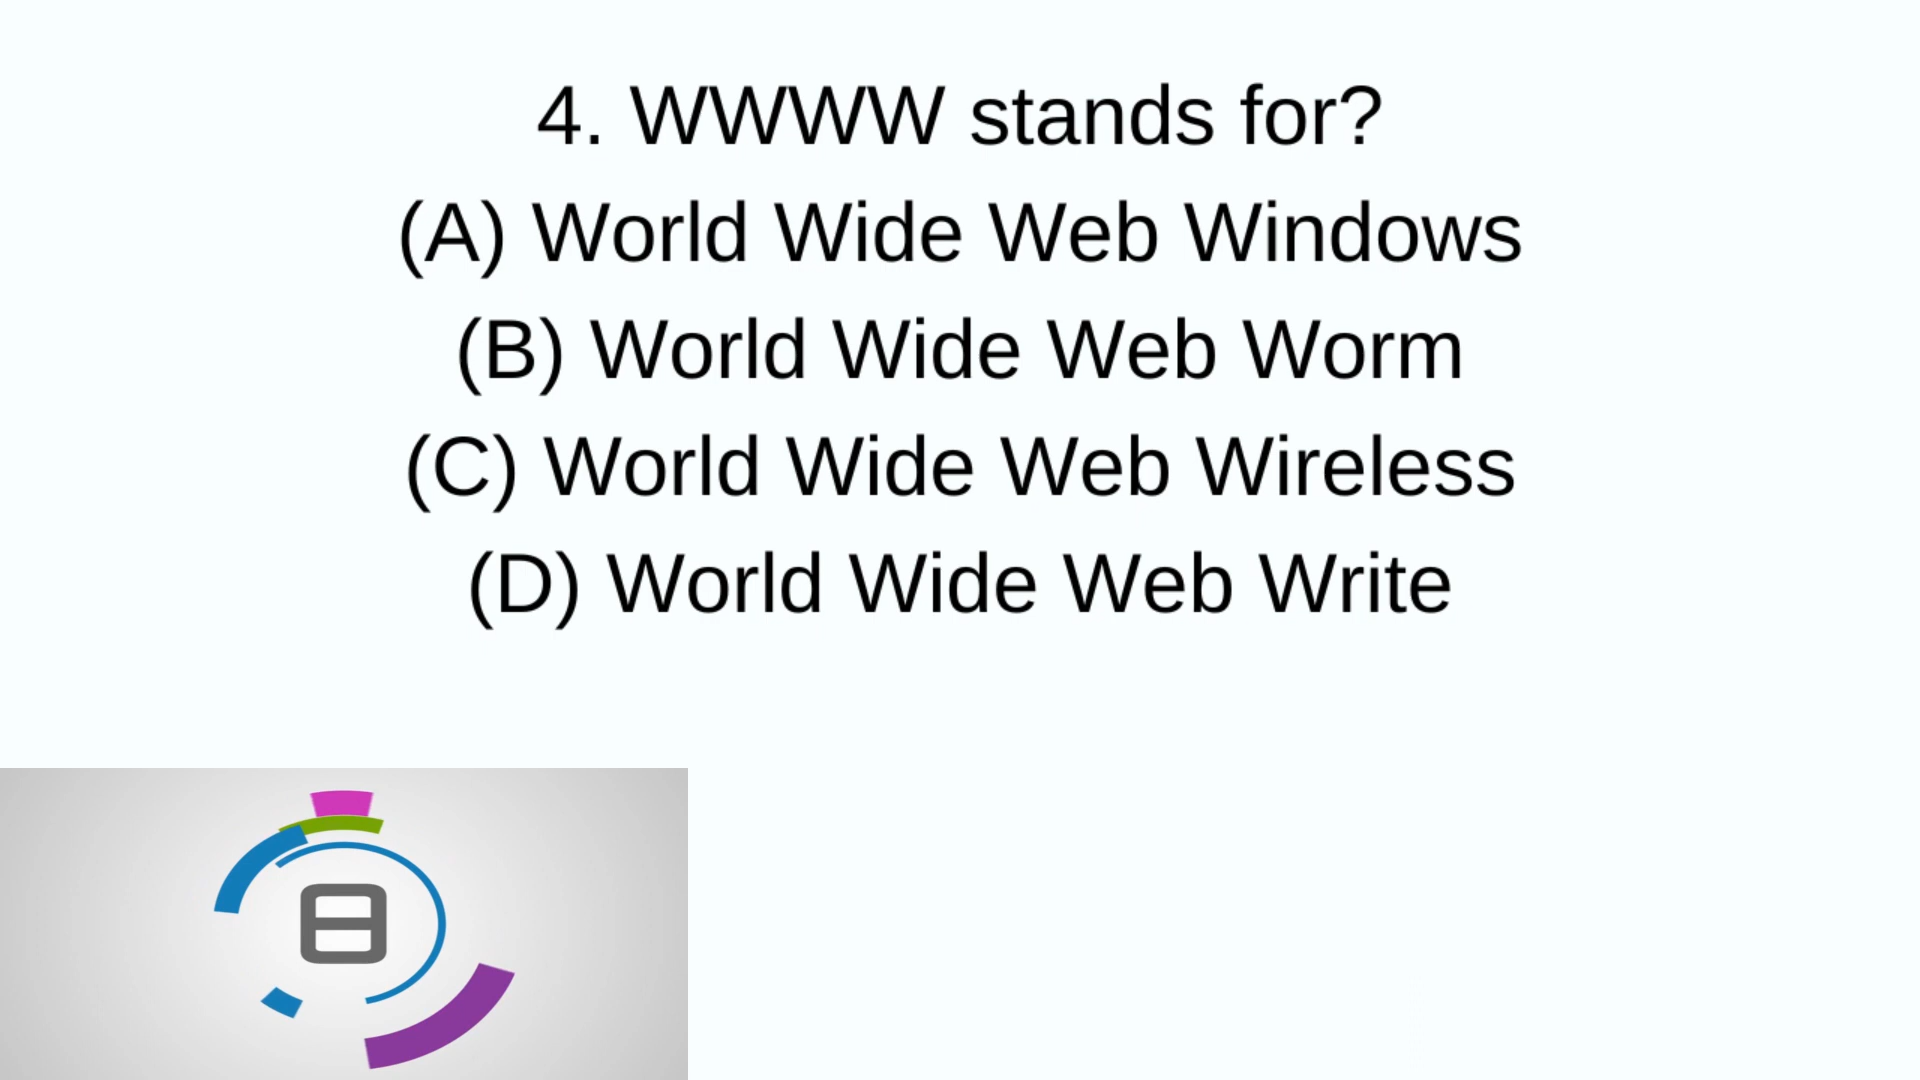 4. WWWW stands for?
(A) World Wide Web Windows
(B) World Wide Web Worm
(C) World Wide Web Wireless
(D) World Wide Web Write
8